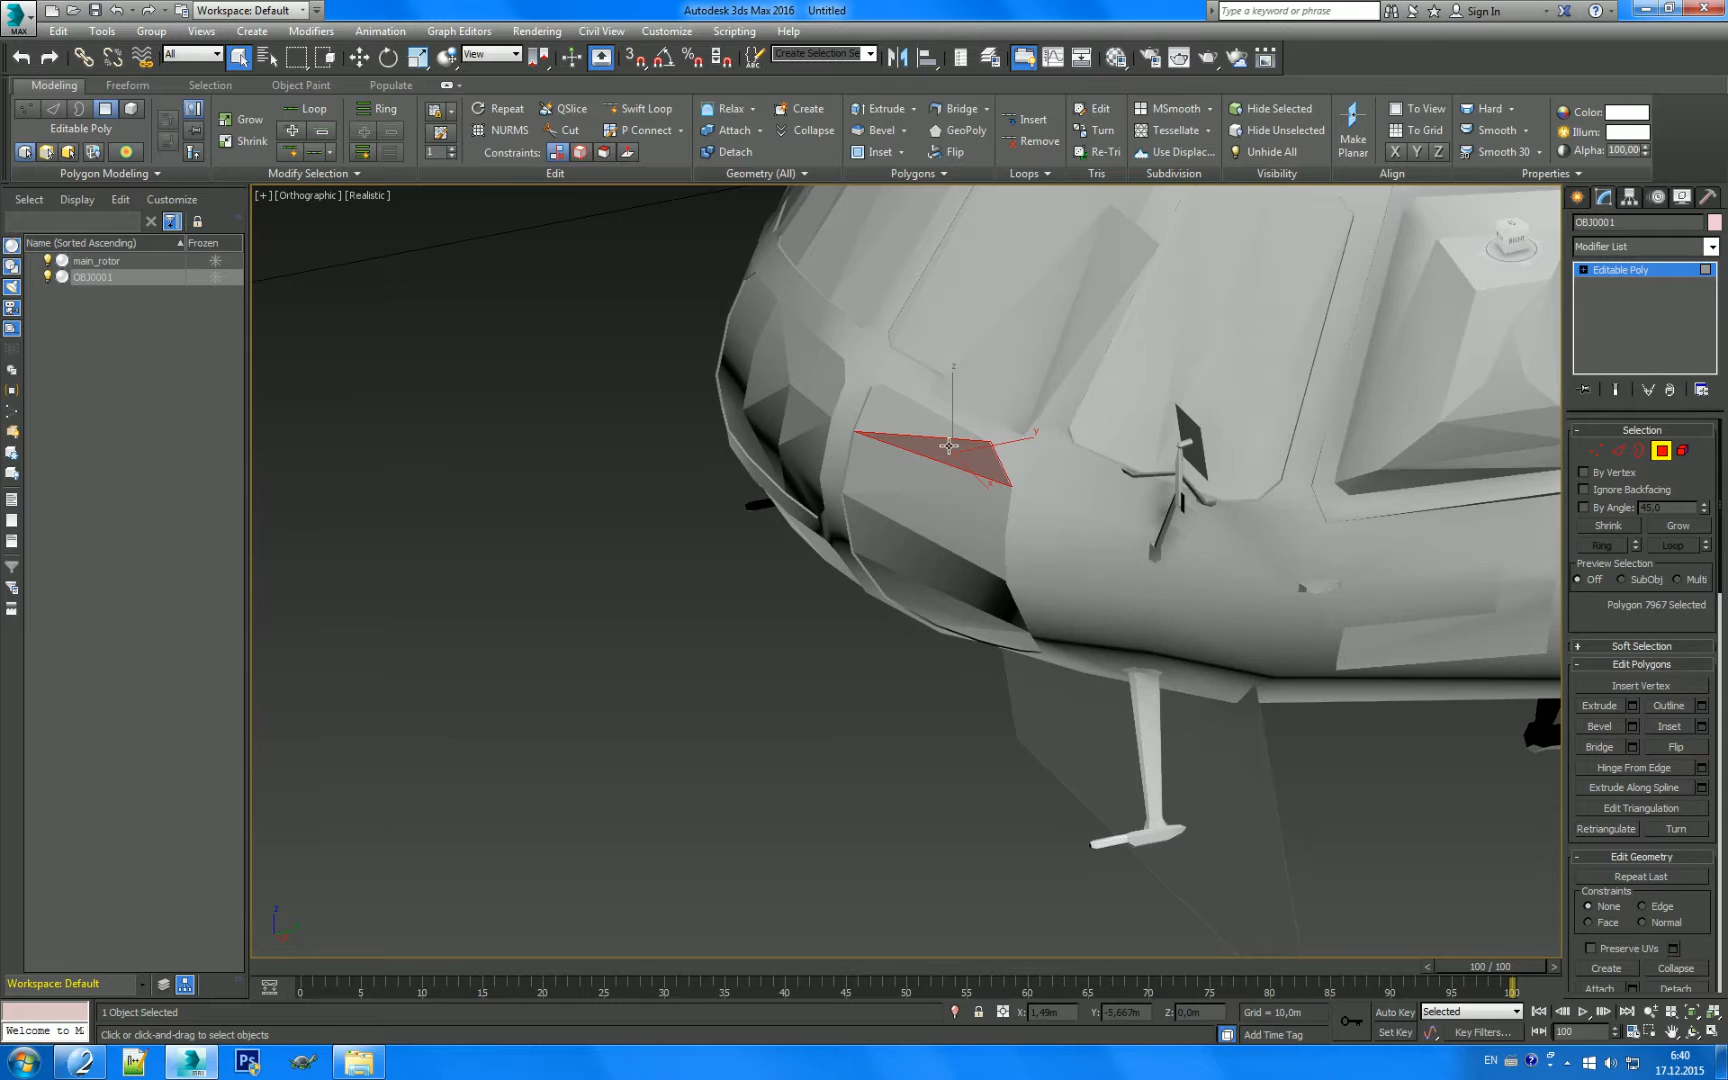 MAX
Workspace: Default
Autodesk 3ds Max 2016 Untitled
Type a keyword or phrase
Sign In
Edit Tools Group Views Create Modifiers Animation Graph Editors Rendering Civil View Customize Scripting Help
All
View
Create Selection Se
Modeling Freeform Selection Object Paint Populate
Loop Ring Repeat QSlice Swift Loop Relax Create Extrude Bridge Edit MSmooth Hide Selected To View Hard Color:
Editable Poly Grow NURMS Cut P Connect Attach Collapse Bevel GeoPoly Insert Turn Tessellate Hide Unselected To Grid Smooth Illum:
Shrink 1 Constraints: Detach Inset Flip Remove Re-Tri Use Displac... Unhide All Make Planar X Y Z Smooth 30 Alpha: 100,00
Polygon Modeling Modify Selection Edit Geometry (All) Polygons Loops Tris Subdivision Visibility Align Properties
Select Display Edit Customize
Name (Sorted Ascending) Frozen
main_rotor
OBJ0001
[+] [Orthographic] [Realistic]
z
y
x
OBJ0001
Modifier List
Editable Poly
Selection
By Vertex
Ignore Backfacing
By Angle: 45,0
Shrink Grow
Ring Loop
Preview Selection
Off SubObj Multi
Polygon 7967 Selected
Soft Selection
Edit Polygons
Insert Vertex
Extrude Outline
Bevel Inset
Bridge Flip
Hinge From Edge
Extrude Along Spline
Edit Triangulation
Retriangulate Turn
Edit Geometry
Repeat Last
Constraints
None Edge
Face Normal
Preserve UVs
Create Collapse
Attach Detach
100 / 100
Workspace: Default
0 5 10 15 20 25 30 35 40 45 50 55 60 65 70 75 80 85 90 95 100
1 Object Selected X: 1,49m Y: -5,667m Z: 0,0m Grid = 10,0m Auto Key Selected
Welcome to M
Click or click-and-drag to select objects
Add Time Tag
Set Key
Key Filters...
100
EN
6:40
17.12.2015